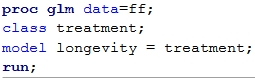 proc glm data=ff;
class treatment;
model longevity = treatment;
run;